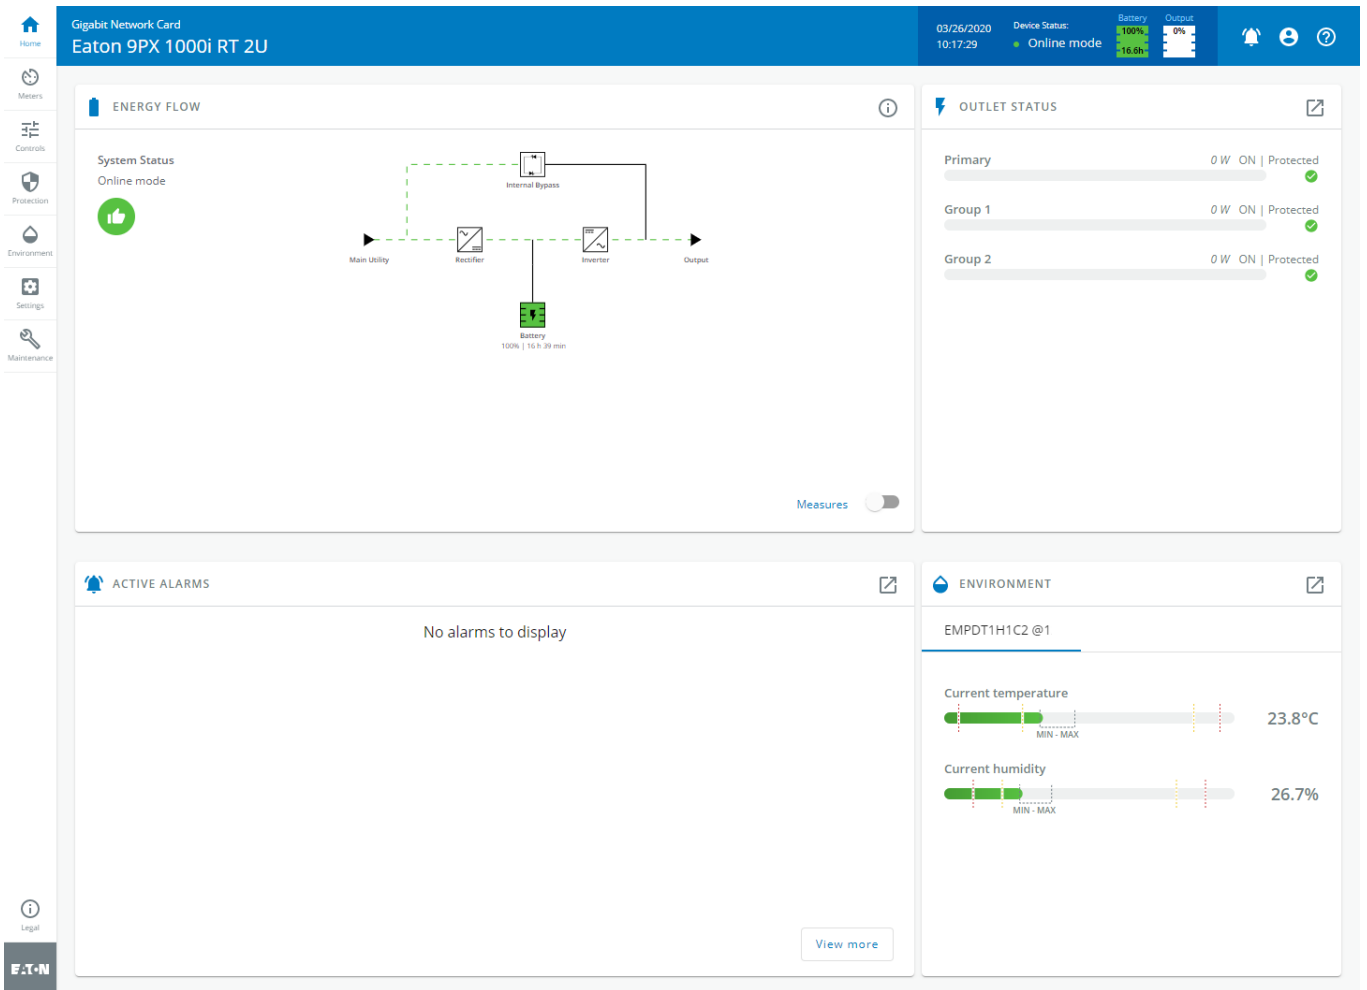 Gigabit Network Card
Eaton 9PX 1000i RT 2U
03/26/2020
10:17:29
Device Status:
Online mode
Battery
100%
16.6h
Output
0%
Home
Meters
Controls
Protection
Environment
Settings
Maintenance
Legal
EATON
ENERGY FLOW
System Status
Online mode
Internal Bypass
Main Utility
Rectifier
Inverter
Output
Battery
100% | 16 h 39 min
Measures
OUTLET STATUS
Primary 0 W ON | Protected
Group 1 0 W ON | Protected
Group 2 0 W ON | Protected
ACTIVE ALARMS
No alarms to display
View more
ENVIRONMENT
EMPDT1H1C2 @1
Current temperature
23.8°C
MIN - MAX
Current humidity
26.7%
MIN - MAX